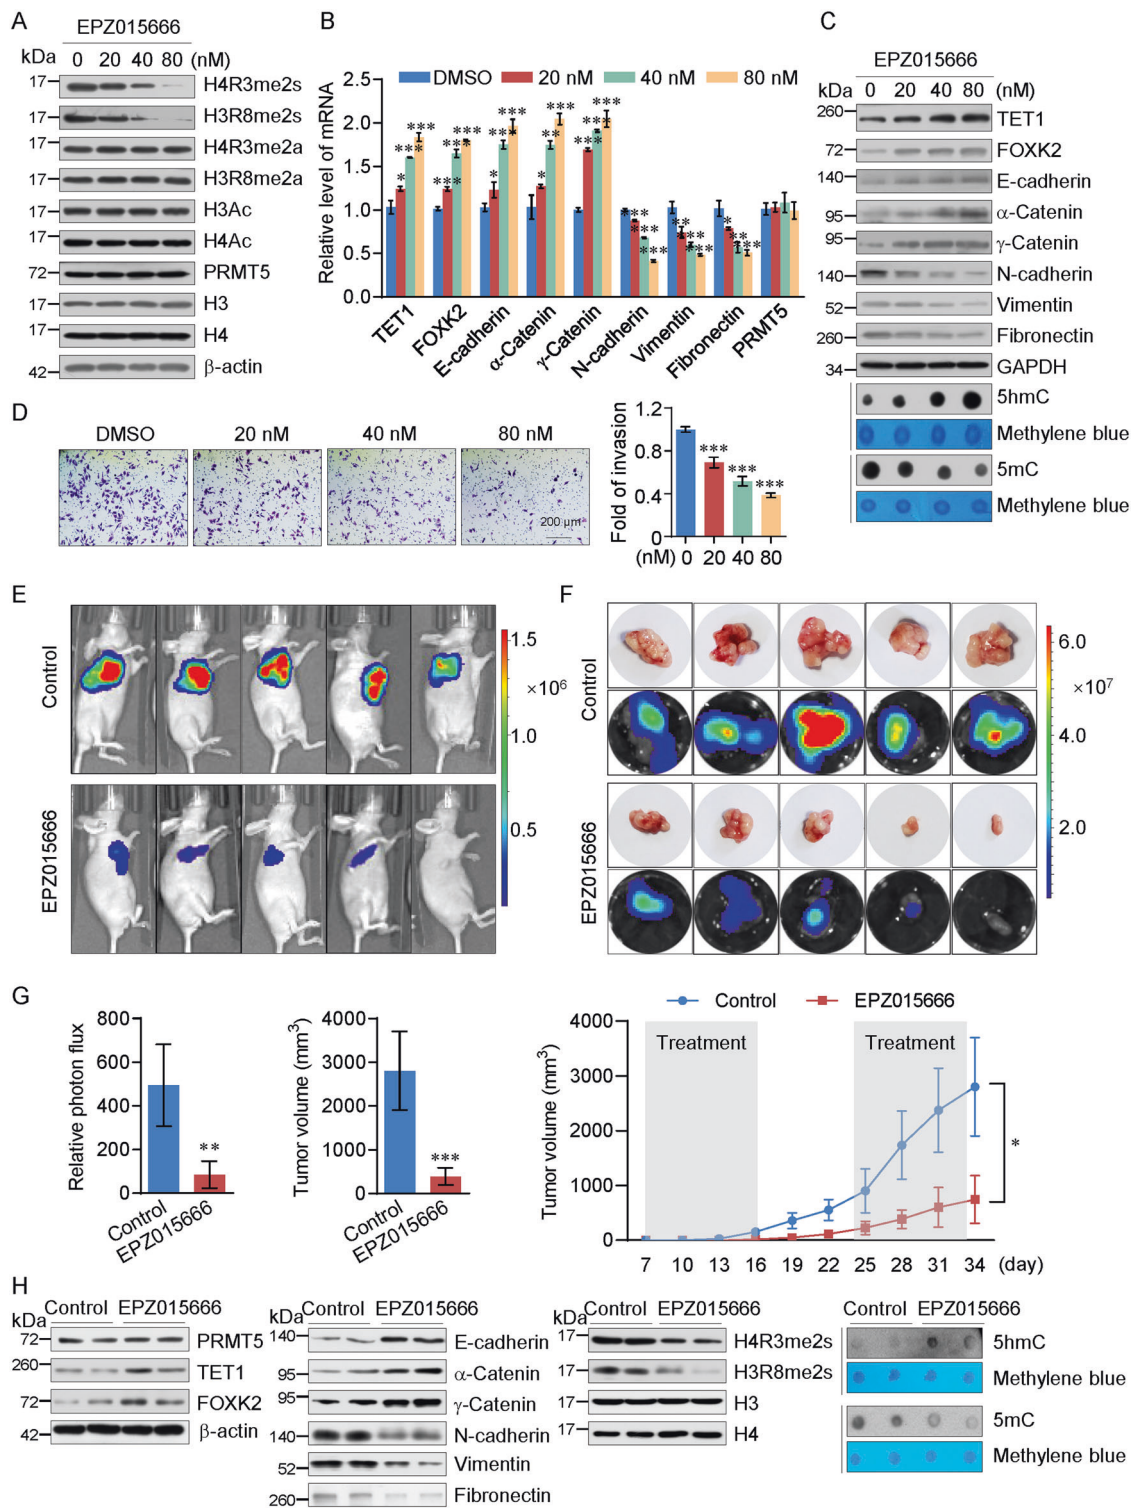 A
EPZ015666
kDa 0 20 40 80 (nM)
17 H4R3me2s
17 H3R8me2s
17 H4R3me2a
17 H3R8me2a
17 H3Ac
17 H4Ac
72 PRMT5
17 H3
17 H4
42 β-actin
B
DMSO 20 nM 40 nM 80 nM
Relative level of mRNA
2.5
2.0
1.5
1.0
0.5
0.0
TET1 FOXK2 E-cadherin α-Catenin γ-Catenin N-cadherin Vimentin Fibronectin PRMT5
C
EPZ015666
kDa 0 20 40 80 (nM)
260 TET1
72 FOXK2
140 E-cadherin
95 α-Catenin
95 γ-Catenin
140 N-cadherin
52 Vimentin
260 Fibronectin
34 GAPDH
5hmC
Methylene blue
5mC
Methylene blue
D
DMSO 20 nM 40 nM 80 nM
200 μm
Fold of invasion
1.2
0.8
0.4
0
*** *** ***
(nM) 0 20 40 80
E
Control
EPZ015666
1.5
×10⁶
1.0
0.5
F
Control
EPZ015666
6.0
×10⁷
4.0
2.0
G
Relative photon flux
800
600
400
200
0
**
Control EPZ015666
Tumor volume (mm³)
4000
3000
2000
1000
0
***
Control EPZ015666
Control EPZ015666
Tumor volume (mm³)
4000
3000
2000
1000
0
Treatment Treatment
*
7 10 13 16 19 22 25 28 31 34 (day)
H
Control EPZ015666
72 PRMT5
260 TET1
72 FOXK2
42 β-actin
kDa Control EPZ015666
140 E-cadherin
95 α-Catenin
95 γ-Catenin
140 N-cadherin
52 Vimentin
260 Fibronectin
kDa Control EPZ015666
17 H4R3me2s
17 H3R8me2s
17 H3
17 H4
Control EPZ015666
5hmC
Methylene blue
5mC
Methylene blue